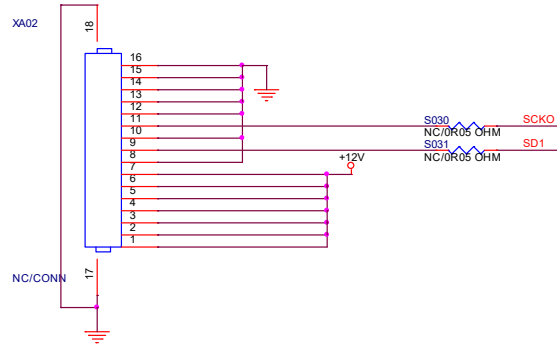 XA02
18
16
15
14
13
12
11
10
9
8
7
6
5
4
3
2
1
17
NC/CONN
+12V
S030
NC/0R05 OHM
SCKO
S031
NC/0R05 OHM
SD1